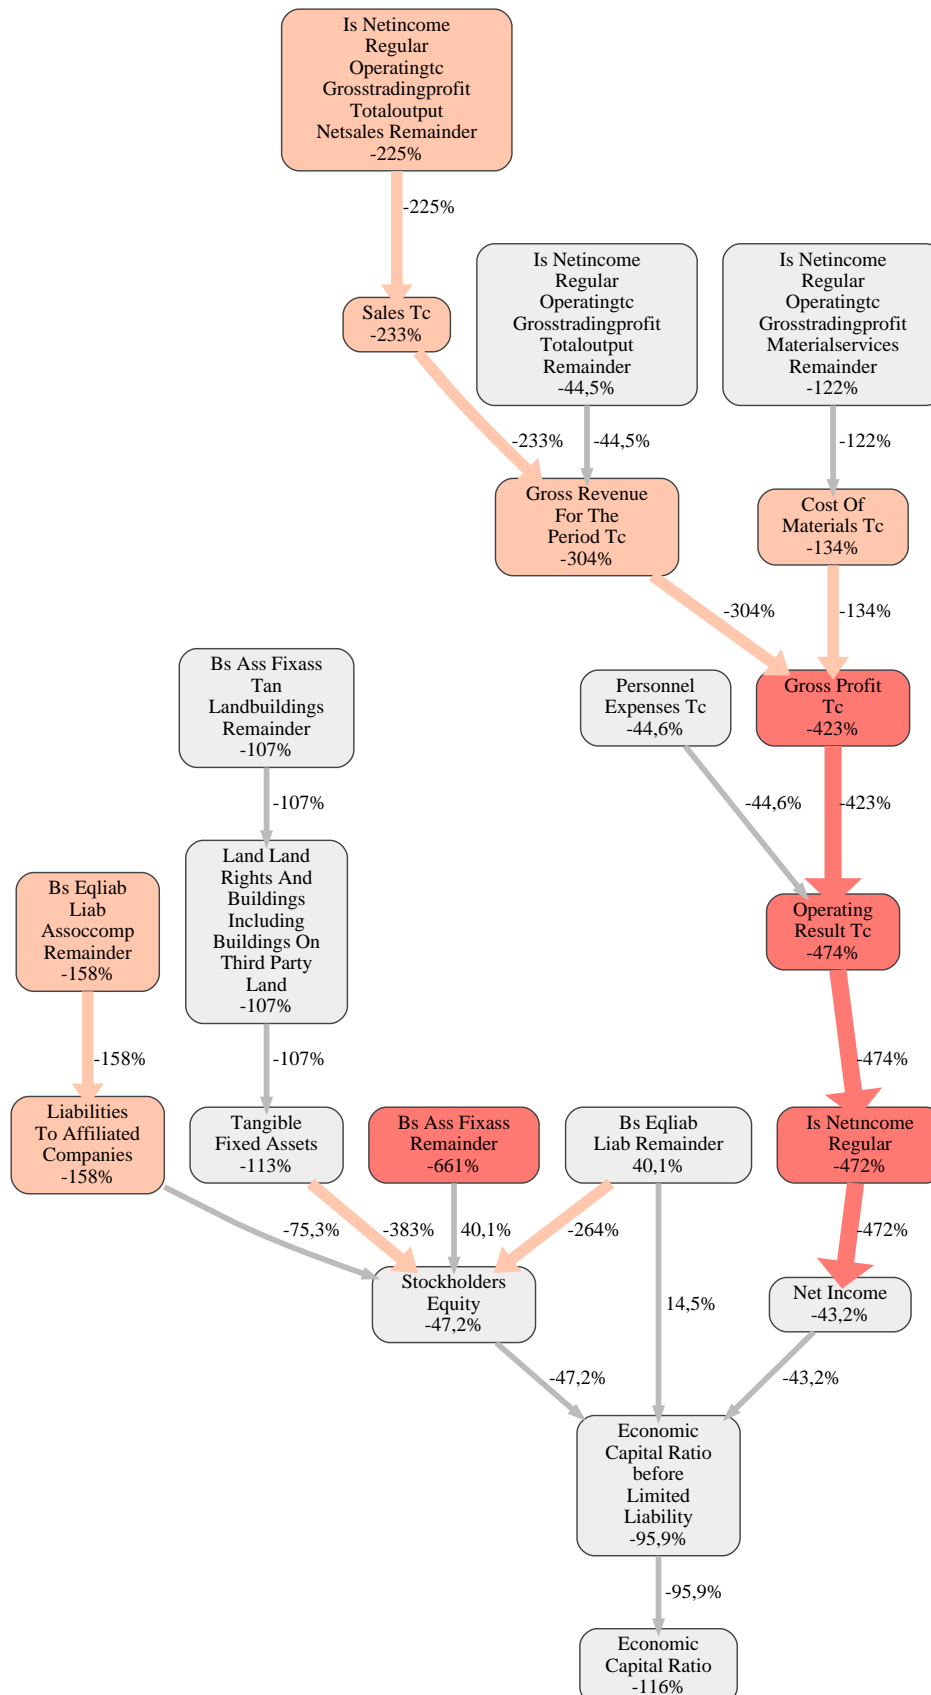 Is Netincome
Regular
Operatingtc
Grosstradingprofit
Totaloutput
Netsales Remainder
-225%
-225%
Is Netincome
Regular
Operatingtc
Grosstradingprofit
Totaloutput
Remainder
-44,5%
Is Netincome
Regular
Operatingtc
Grosstradingprofit
Materialservices
Remainder
-122%
Sales Tc
-233%
-233%
-44,5%
-122%
Gross Revenue
For The
Period Tc
-304%
Cost Of
Materials Tc
-134%
-304%
-134%
Bs Ass Fixass
Tan
Landbuildings
Remainder
-107%
Personnel
Expenses Tc
-44,6%
Gross Profit
Tc
-423%
-107%
-44,6%
-423%
Land Land
Rights And
Buildings
Including
Buildings On
Third Party
Land
-107%
Bs Eqliab
Liab
Assoccomp
Remainder
-158%
Operating
Result Tc
-474%
-158%
-107%
-474%
Liabilities
To Affiliated
Companies
-158%
Tangible
Fixed Assets
-113%
Bs Ass Fixass
Remainder
-661%
Bs Eqliab
Liab Remainder
40,1%
Is Netincome
Regular
-472%
-75,3%
-383%
40,1%
-264%
-472%
Stockholders
Equity
-47,2%
14,5%
Net Income
-43,2%
-47,2%
-43,2%
Economic
Capital Ratio
before
Limited
Liability
-95,9%
-95,9%
Economic
Capital Ratio
-116%